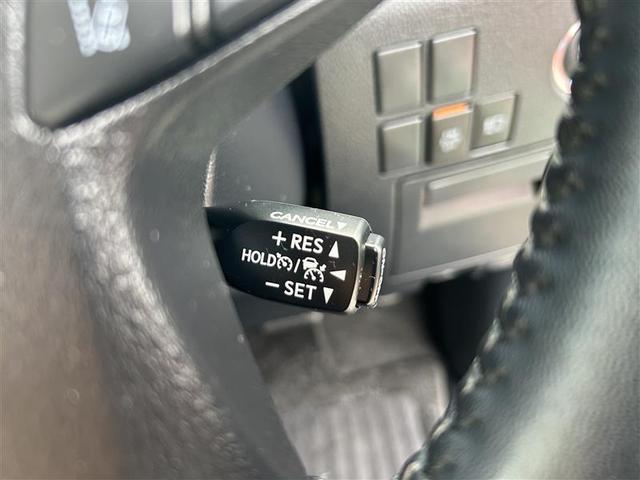 CANCEL▼
+ RES ▲
HOLD / ◀
− SET ▼